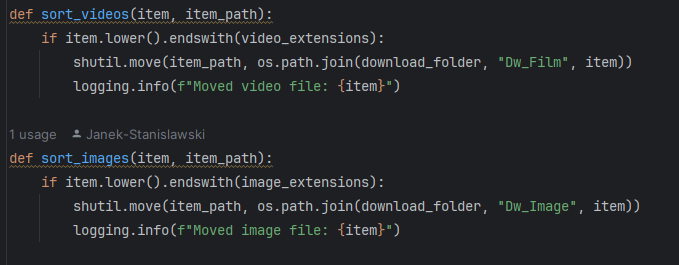 def sort_videos(item, item_path):
    if item.lower().endswith(video_extensions):
        shutil.move(item_path, os.path.join(download_folder, "Dw_Film", item))
        logging.info(f"Moved video file: {item}")
1 usage  Janek-Stanislawski
def sort_images(item, item_path):
    if item.lower().endswith(image_extensions):
        shutil.move(item_path, os.path.join(download_folder, "Dw_Image", item))
        logging.info(f"Moved image file: {item}")